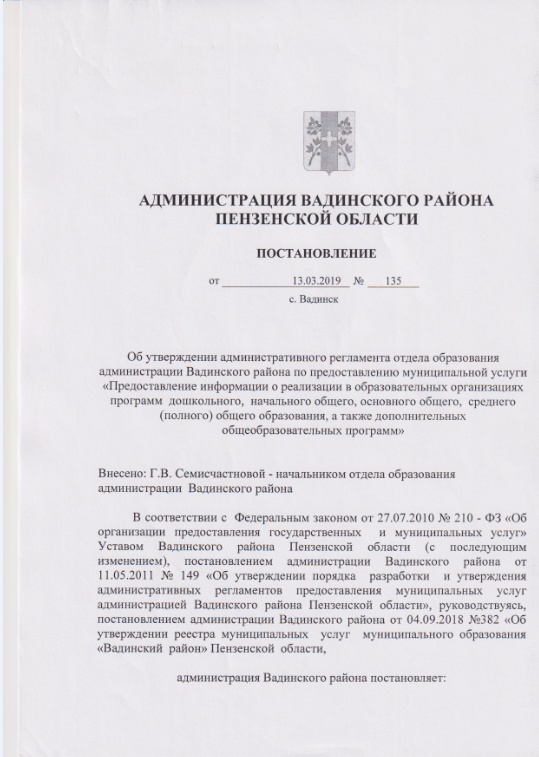 АДМИНИСТРАЦИЯ ВАДИНСКОГО РАЙОНА
ПЕНЗЕНСКОЙ ОБЛАСТИ
ПОСТАНОВЛЕНИЕ
от 13.03.2019 № 135
с. Вадинск
Об утверждении административного регламента отдела образования
администрации Вадинского района по предоставлению муниципальной услуги
«Предоставление информации о реализации в образовательных организациях
программ дошкольного, начального общего, основного общего, среднего
(полного) общего образования, а также дополнительных
общеобразовательных программ»
Внесено: Г.В. Семисчастновой - начальником отдела образования
администрации Вадинского района
В соответствии с Федеральным законом от 27.07.2010 № 210 - ФЗ «Об
организации предоставления государственных и муниципальных услуг»
Уставом Вадинского района Пензенской области (с последующим
изменением), постановлением администрации Вадинского района от
11.05.2011 № 149 «Об утверждении порядка разработки и утверждения
административных регламентов предоставления муниципальных услуг
администрацией Вадинского района Пензенской области», руководствуясь,
постановлением администрации Вадинского района от 04.09.2018 №382 «Об
утверждении реестра муниципальных услуг муниципального образования
«Вадинский район» Пензенской области,
администрация Вадинского района постановляет: